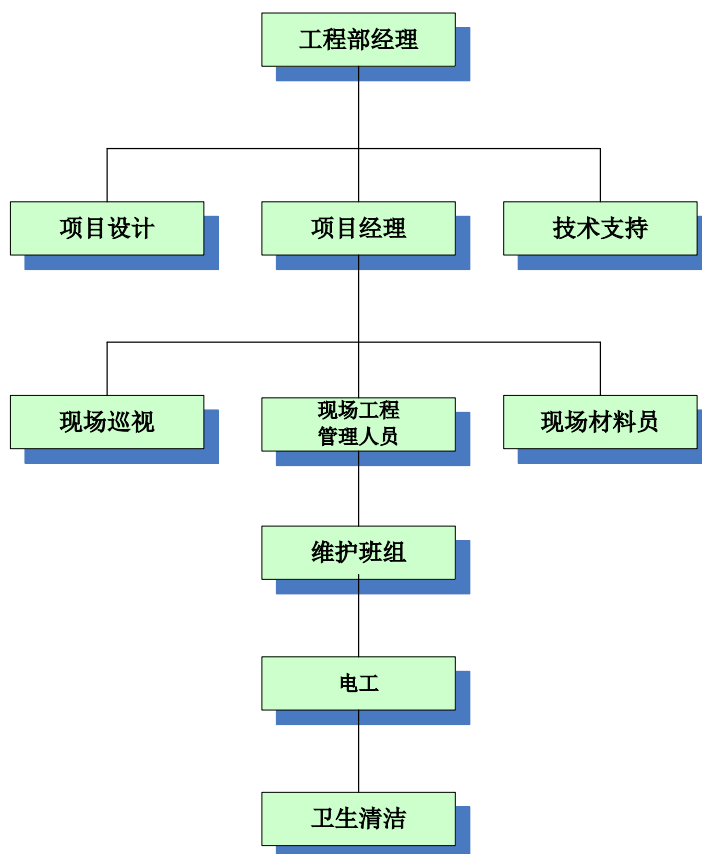 工程部经理
项目设计
项目经理
技术支持
现场巡视
现场工程
管理人员
现场材料员
维护班组
电工
卫生清洁